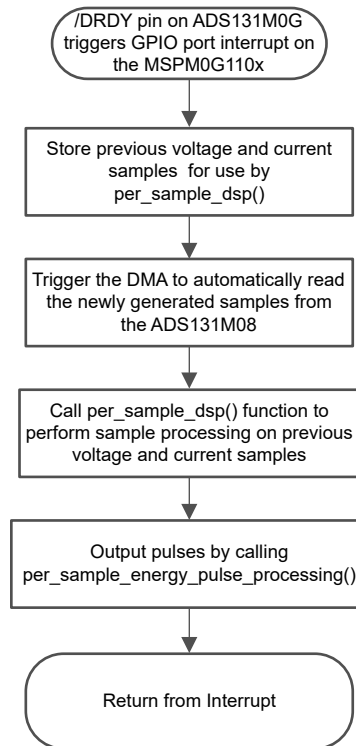 /DRDY pin on ADS131M0G
triggers GPIO port interrupt on
the MSPM0G110x
Store previous voltage and current
samples for use by
per_sample_dsp()
Trigger the DMA to automatically read
the newly generated samples from
the ADS131M08
Call per_sample_dsp() function to
perform sample processing on previous
voltage and current samples
Output pulses by calling
per_sample_energy_pulse_processing()
Return from Interrupt